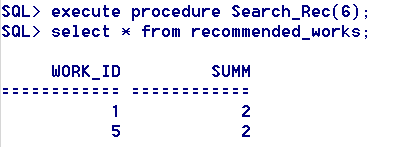 SQL> execute procedure Search_Rec(6);
SQL> select * from recommended_works;
WORK_ID SUMM
============ ============
1 2
5 2